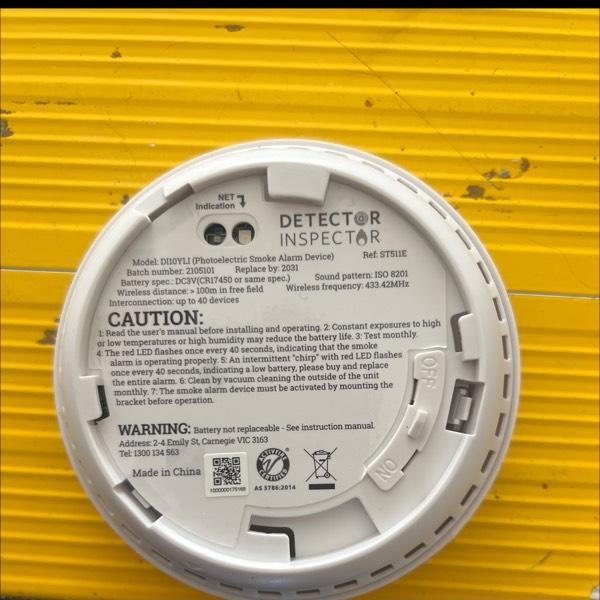 NET
Indication
DETECTOR
INSPECTOR
Model: DI10YLI (Photoelectric Smoke Alarm Device) Ref: ST511E
Batch number: 2105101 Replace by: 2031
Battery spec.: DC3V(CR17450 or same spec.) Sound pattern: ISO 8201
Wireless distance: > 100m in free field Wireless frequency: 433.42MHz
Interconnection: up to 40 devices
CAUTION:
1: Read the user's manual before installing and operating. 2: Constant exposures to high
or low temperatures or high humidity may reduce the battery life. 3: Test monthly.
4: The red LED flashes once every 40 seconds, indicating that the smoke
alarm is operating properly. 5: An intermittent "chirp" with red LED flashes
once every 40 seconds, indicating a low battery, please buy and replace
the entire alarm. 6: Clean by vacuum cleaning the outside of the unit
monthly. 7: The smoke alarm device must be activated by mounting the
bracket before operation.
OFF
ON
WARNING: Battery not replaceable - See instruction manual.
Address: 2-4 Emily St, Carnegie VIC 3163
Tel: 1300 134 563
Made in China
ACTIVFIRE
CERTIFIED
AS 3786:2014